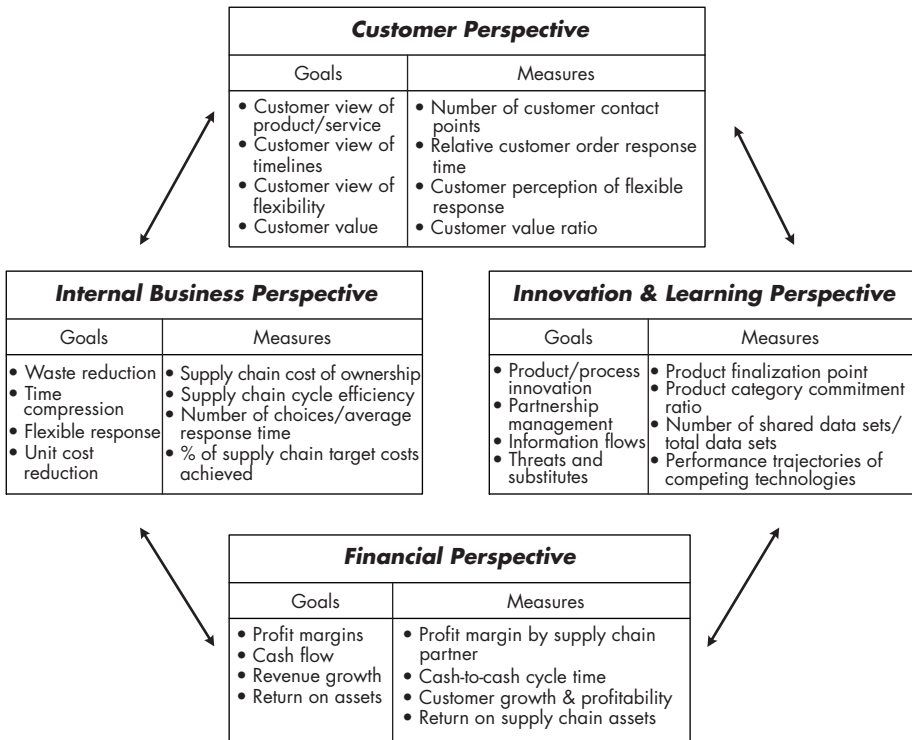 Customer Perspective
Goals
Measures
• Customer view of
product/service
• Customer view of
timelines
• Customer view of
flexibility
• Customer value
• Number of customer contact
points
• Relative customer order response
time
• Customer perception of flexible
response
• Customer value ratio
Internal Business Perspective
Goals
Measures
• Waste reduction
• Time
compression
• Flexible response
• Unit cost
reduction
• Supply chain cost of ownership
• Supply chain cycle efficiency
• Number of choices/average
response time
• % of supply chain target costs
achieved
Innovation & Learning Perspective
Goals
Measures
• Product/process
innovation
• Partnership
management
• Information flows
• Threats and
substitutes
• Product finalization point
• Product category commitment
ratio
• Number of shared data sets/
total data sets
• Performance trajectories of
competing technologies
Financial Perspective
Goals
Measures
• Profit margins
• Cash flow
• Revenue growth
• Return on assets
• Profit margin by supply chain
partner
• Cash-to-cash cycle time
• Customer growth & profitability
• Return on supply chain assets